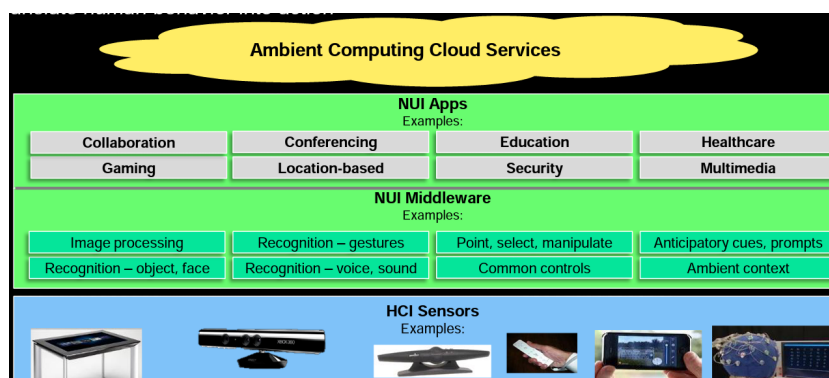 Ambient Computing Cloud Services
NUI Apps
Examples:
Collaboration Conferencing Education Healthcare
Gaming Location-based Security Multimedia
NUI Middleware
Examples:
Image processing Recognition – gestures Point, select, manipulate Anticipatory cues, prompts
Recognition – object, face Recognition – voice, sound Common controls Ambient context
HCI Sensors
Examples:
XBOX 360